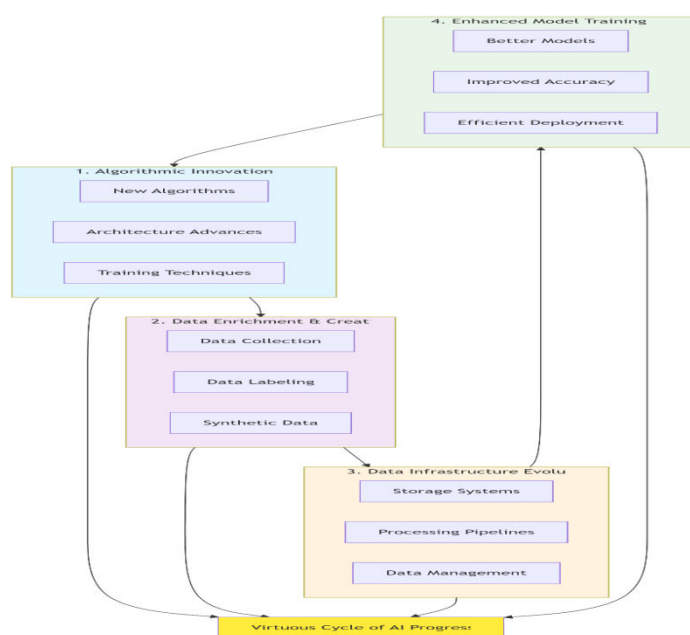 4. Enhanced Model Training
Better Models
Improved Accuracy
Efficient Deployment
1. Algorithmic Innovation
New Algorithms
Architecture Advances
Training Techniques
2. Data Enrichment & Creat
Data Collection
Data Labeling
Synthetic Data
3. Data Infrastructure Evolu
Storage Systems
Processing Pipelines
Data Management
Virtuous Cycle of AI Progres